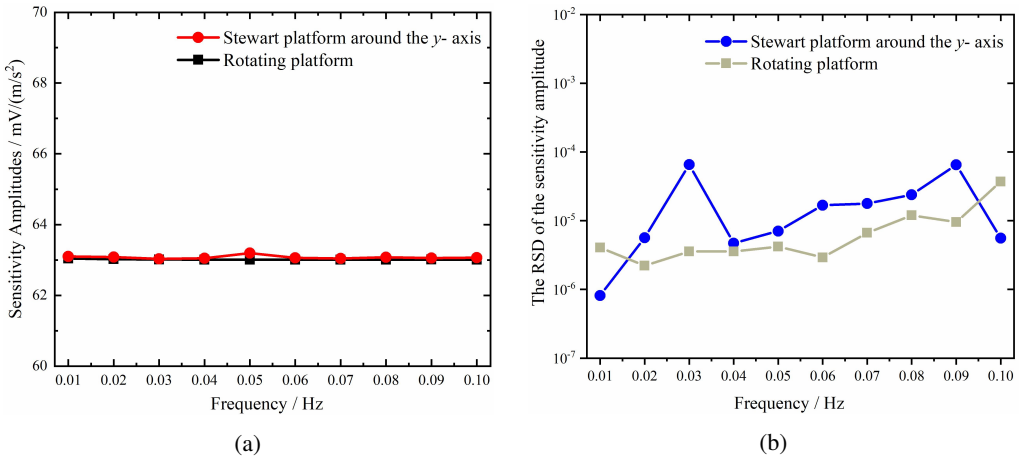 70
68
66
64
62
60
Sensitivity Amplitudes / mV/(m/s²)
Stewart platform around the y- axis
Rotating platform
0.01 0.02 0.03 0.04 0.05 0.06 0.07 0.08 0.09 0.10
Frequency / Hz
(a)
10⁻²
10⁻³
10⁻⁴
10⁻⁵
10⁻⁶
10⁻⁷
The RSD of the sensitivity amplitude
Stewart platform around the y- axis
Rotating platform
0.01 0.02 0.03 0.04 0.05 0.06 0.07 0.08 0.09 0.10
Frequency / Hz
(b)